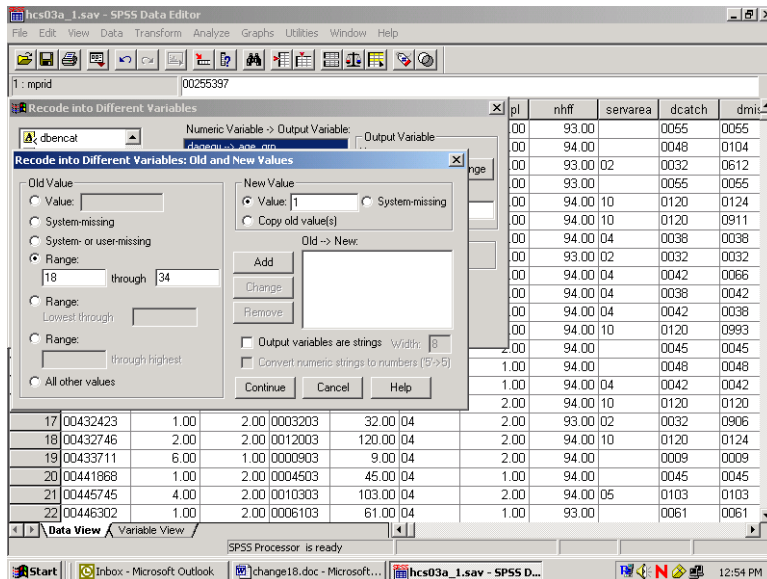 hcs03a_1.sav - SPSS Data Editor
File Edit View Data Transform Analyze Graphs Utilities Window Help
1 : mprid 00255397
Recode into Different Variables
dbencat
Numeric Variable -> Output Variable:
Output Variable
Recode into Different Variables: Old and New Values
Old Value
Value:
System-missing
System- or user-missing
Range:
18 through 34
Range:
Lowest through
Range:
through highest
All other values
New Value
Value: 1 System-missing
Copy old value(s)
Old --> New:
Add
Change
Remove
Output variables are strings Width: 8
Convert numeric strings to numbers ('5'->5)
Continue Cancel Help
pl nhff servarea dcatch dmis
.00 93.00 0055 0055
.00 94.00 0048 0104
.00 93.00 02 0032 0612
.00 93.00 0055 0055
.00 94.00 10 0120 0124
.00 94.00 10 0120 0911
.00 94.00 04 0038 0038
.00 93.00 02 0032 0032
.00 94.00 04 0042 0066
.00 94.00 04 0038 0042
.00 94.00 04 0042 0038
.00 94.00 10 0120 0993
2.00 94.00 0045 0045
1.00 94.00 0048 0048
1.00 94.00 04 0042 0042
2.00 94.00 10 0120 0120
17 00432423 1.00 2.00 0003203 32.00 04 2.00 93.00 02 0032 0906
18 00432746 2.00 2.00 0012003 120.00 04 2.00 94.00 10 0120 0124
19 00433711 6.00 1.00 0000903 9.00 04 1.00 94.00 0009 0009
20 00441868 1.00 2.00 0004503 45.00 04 1.00 94.00 0045 0045
21 00445745 4.00 2.00 0010303 103.00 04 2.00 94.00 05 0103 0103
22 00446302 1.00 2.00 0006103 61.00 04 1.00 93.00 0061 0061
Data View Variable View
SPSS Processor is ready
Start Inbox - Microsoft Outlook change18.doc - Microsoft... hcs03a_1.sav - SPSS D... 12:54 PM